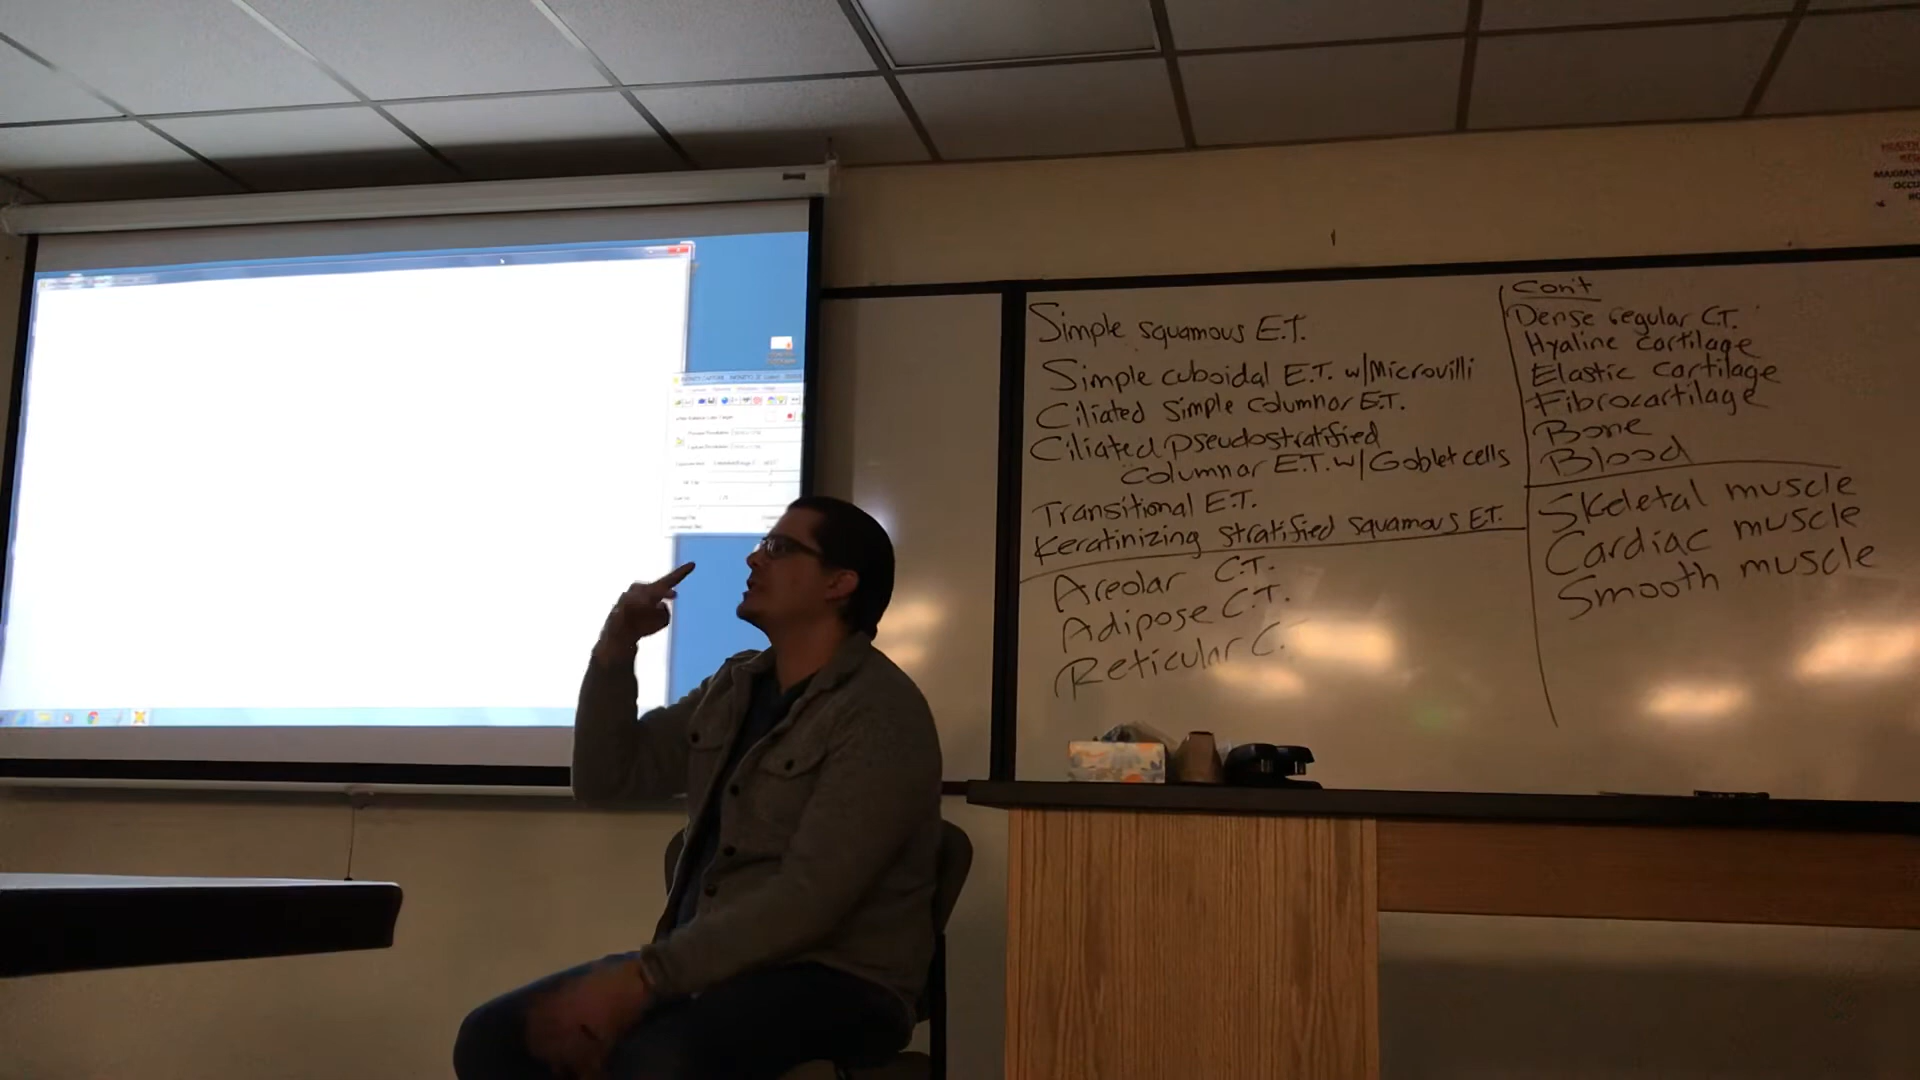 Simple squamous E.T.
Simple cuboidal E.T. w/Microvilli
Ciliated simple columnar E.T.
Ciliated pseudostratified
columnar E.T. w/Goblet cells
Transitional E.T.
Keratinizing stratified squamous E.T.
Areolar C.T.
Adipose C.T.
Reticular C.
Con't
Dense regular C.T.
Hyaline cartilage
Elastic cartilage
Fibrocartilage
Bone
Blood
Skeletal muscle
Cardiac muscle
Smooth muscle